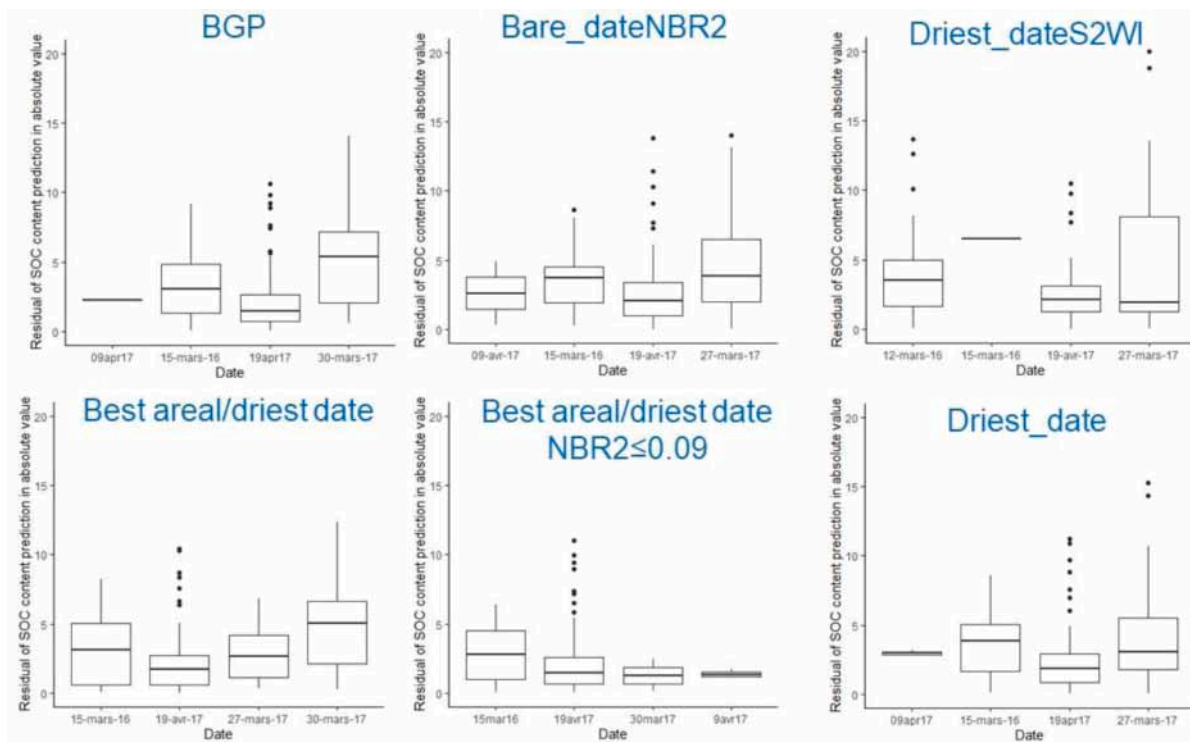 BGP
Residual of SOC content prediction in absolute value
20
15
10
5
0
09apr17 15-mars-16 19apr17 30-mars-17
Date
Bare_dateNBR2
Residual of SOC content prediction in absolute value
20
15
10
5
0
09-avr-17 15-mars-16 19-avr-17 27-mars-17
Date
Driest_dateS2WI
Residual of SOC content prediction in absolute value
20
15
10
5
0
12-mars-16 15-mars-16 19-avr-17 27-mars-17
Date
Best areal/driest date
Residual of SOC content prediction in absolute value
20
15
10
5
0
15-mars-16 19-avr-17 27-mars-17 30-mars-17
Date
Best areal/driest date
NBR2≤0.09
Residual of SOC content prediction in absolute value
20
15
10
5
0
15mar16 19avr17 30mar17 9avr17
Date
Driest_date
Residual of SOC content prediction in absolute value
20
15
10
5
0
09apr17 15-mars-16 19apr17 27-mars-17
Date